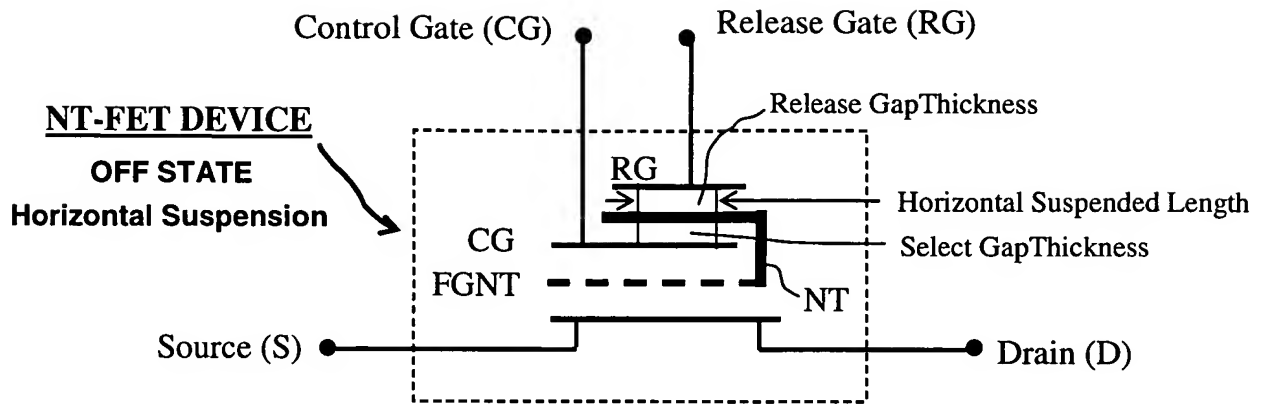 Control Gate (CG)
Release Gate (RG)
NT-FET DEVICE
OFF STATE
Horizontal Suspension
Release GapThickness
RG
Horizontal Suspended Length
CG
Select GapThickness
FGNT
NT
Source (S)
Drain (D)